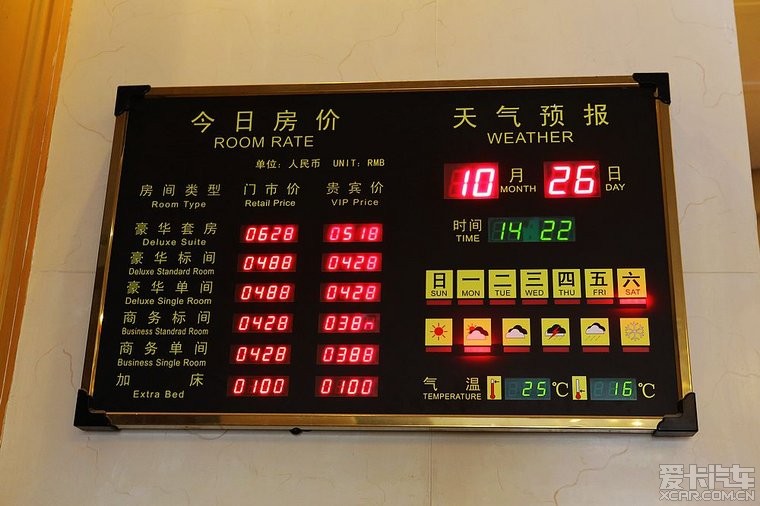 今日房价
ROOM RATE
单位：人民币 UNIT：RMB
房间类型 门市价 贵宾价
Room Type Retail Price VIP Price
豪华套房 0628 0518
Deluxe Suite
豪华标间 0488 0428
Deluxe Standard Room
豪华单间 0488 0428
Deluxe Single Room
商务标间 0428
Business Standrad Room
商务单间 0428 0388
Business Single Room
加床 0100 0100
Extra Bed
天气预报
WEATHER
10 月 26 日
MONTH DAY
时间 14 22
TIME
日 一 二 三 四 五 六
SUN MON TUE WED THU FRI SAT
气温 25℃ 16℃
TEMPERATURE
爱卡汽车
XCAR.COM.CN